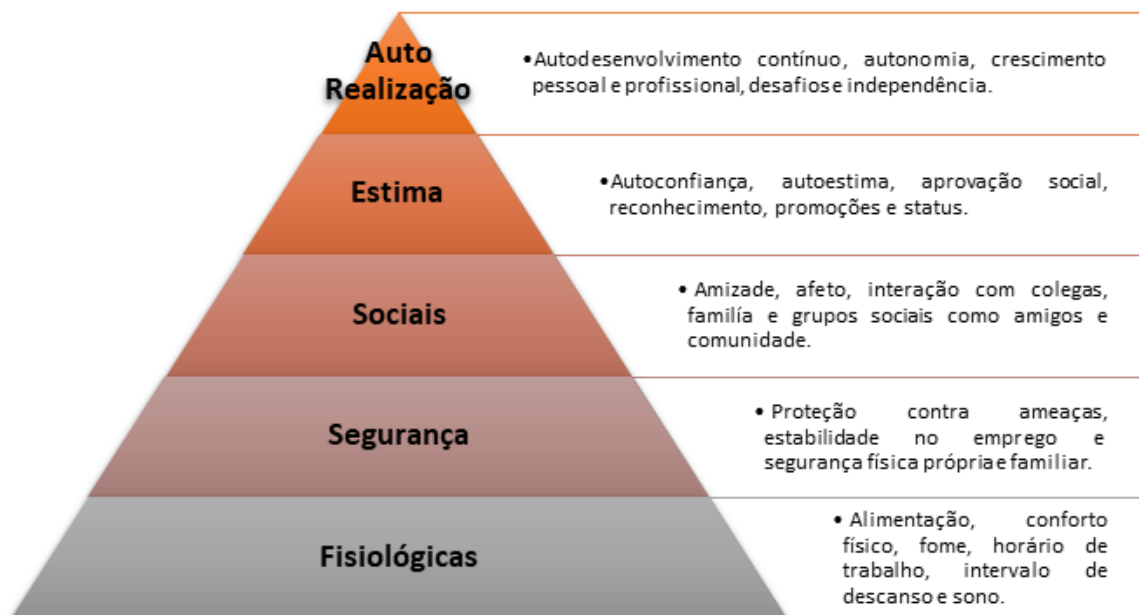 Auto
Realização
•Autodesenvolvimento contínuo, autonomia, crescimento
pessoal e profissional, desafios e independência.
Estima
•Autoconfiança, autoestima, aprovação social,
reconhecimento, promoções e status.
Sociais
• Amizade, afeto, interação com colegas,
familía e grupos sociais como amigos e
comunidade.
Segurança
• Proteção contra ameaças,
estabilidade no emprego e
segurança física própria e familiar.
Fisiológicas
• Alimentação, conforto
físico, fome, horário de
trabalho, intervalo de
descanso e sono.